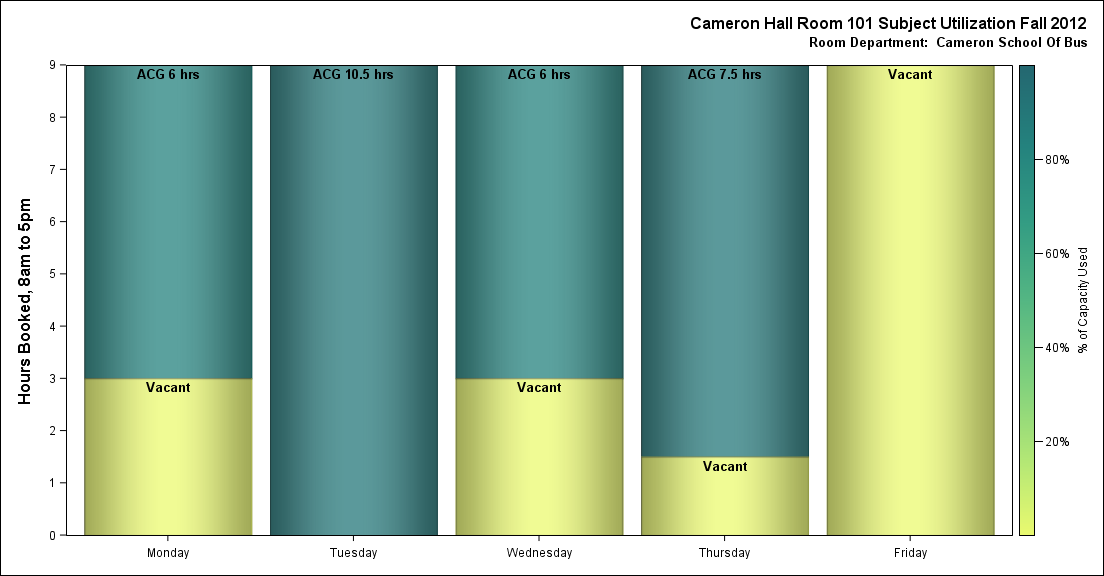 Cameron Hall Room 101 Subject Utilization Fall 2012
Room Department:  Cameron School Of Bus
Hours Booked, 8am to 5pm
9
8
7
6
5
4
3
2
1
0
ACG 6 hrs
ACG 10.5 hrs
ACG 6 hrs
ACG 7.5 hrs
Vacant
Vacant
Vacant
Vacant
Monday
Tuesday
Wednesday
Thursday
Friday
80%
60%
40%
20%
% of Capacity Used